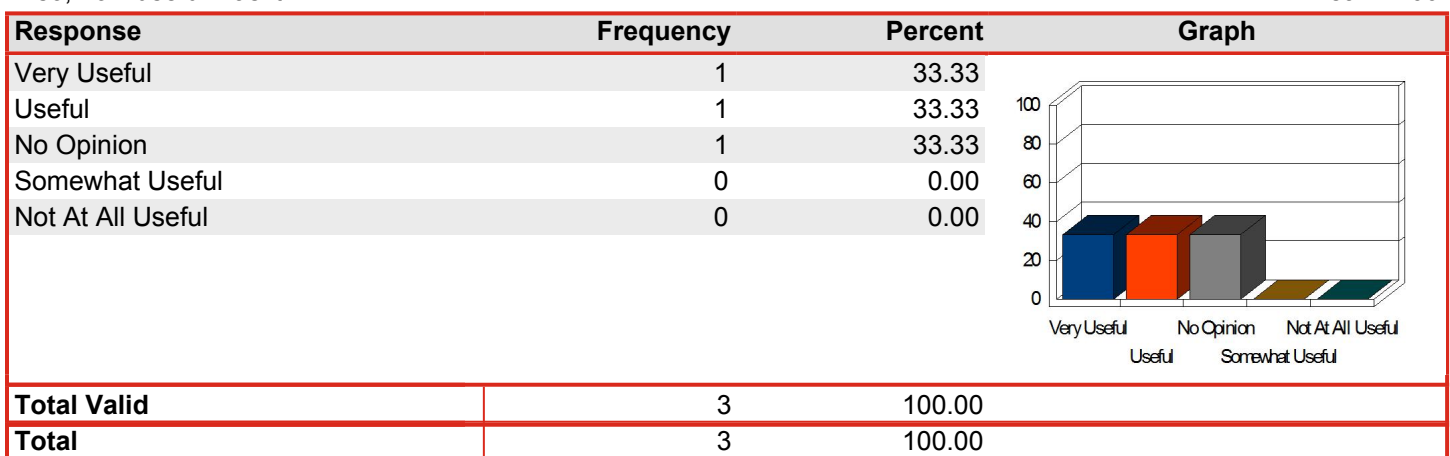 Response Frequency Percent Graph
Very Useful 1 33.33
Useful 1 33.33
No Opinion 1 33.33
Somewhat Useful 0 0.00
Not At All Useful 0 0.00
100
80
60
40
20
0
Very Useful No Opinion Not At All Useful
Useful Somewhat Useful
Total Valid 3 100.00
Total 3 100.00